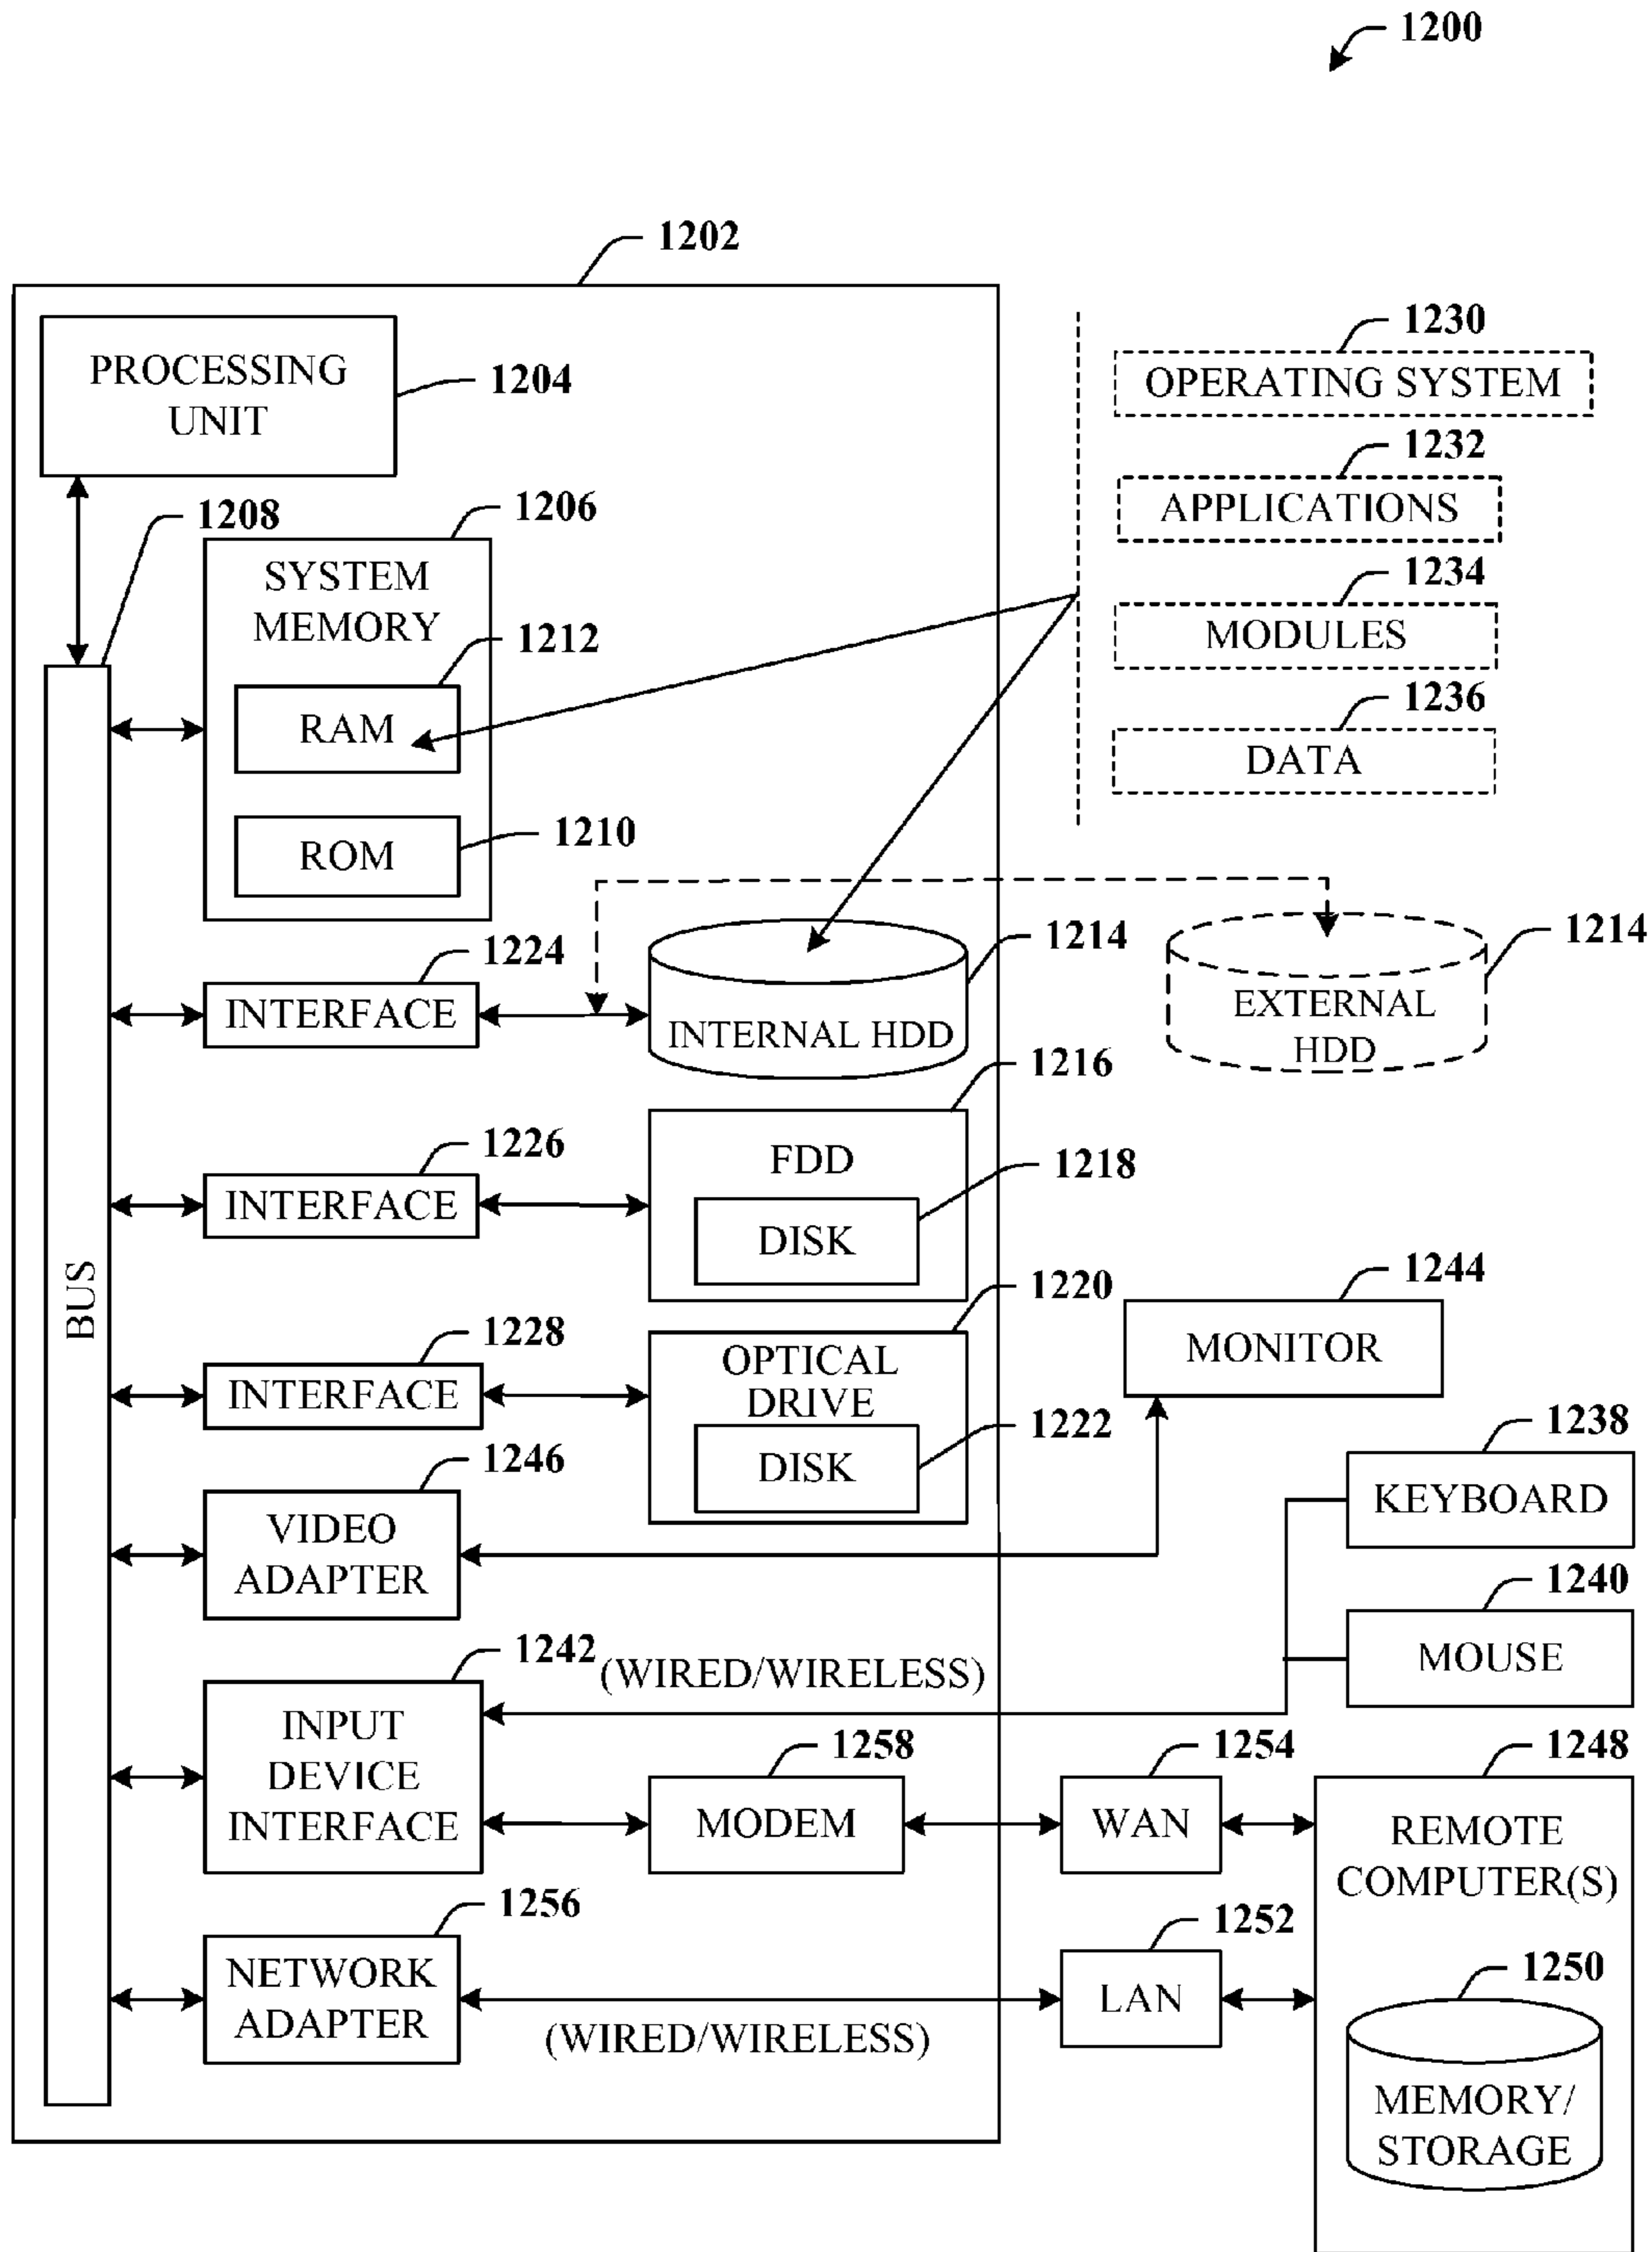 1200
1202
PROCESSING
UNIT
1204
1230
OPERATING SYSTEM
1232
APPLICATIONS
1234
MODULES
1236
DATA
1208
1206
SYSTEM
MEMORY
1212
RAM
1210
ROM
1224
INTERFACE
1214
INTERNAL HDD
1214
EXTERNAL
HDD
1226
INTERFACE
1216
FDD
1218
DISK
BUS
1228
INTERFACE
1220
OPTICAL
DRIVE
1222
DISK
1244
MONITOR
1246
VIDEO
ADAPTER
1238
KEYBOARD
1240
MOUSE
1242
(WIRED/WIRELESS)
INPUT
DEVICE
INTERFACE
1258
MODEM
1254
WAN
1248
REMOTE
COMPUTER(S)
1256
NETWORK
ADAPTER
(WIRED/WIRELESS)
1252
LAN
1250
MEMORY/
STORAGE